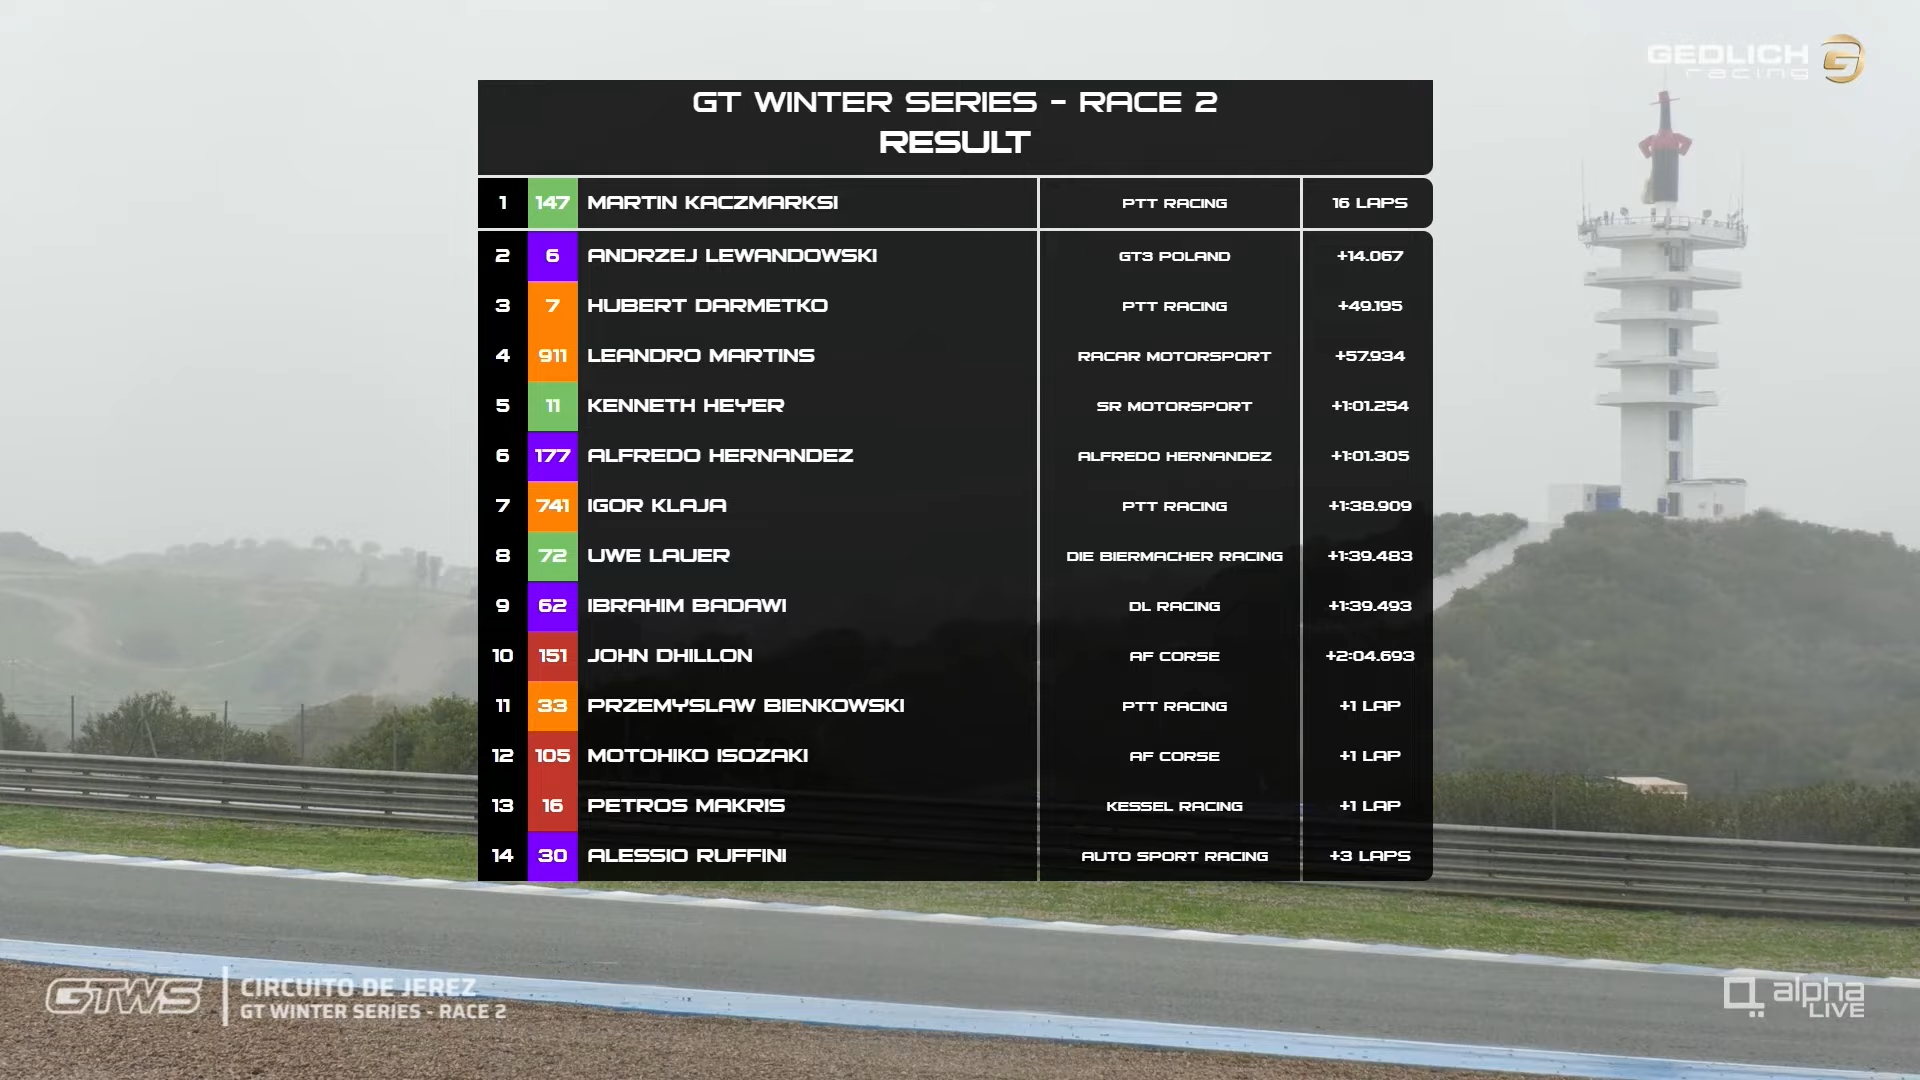 GEDLICH
racing
GT WINTER SERIES - RACE 2
RESULT
1 147 MARTIN KACZMARKSI PTT RACING 16 LAPS
2 6 ANDRZEJ LEWANDOWSKI GT3 POLAND +14.067
3 7 HUBERT DARMETKO PTT RACING +49.195
4 911 LEANDRO MARTINS RACAR MOTORSPORT +57.934
5 11 KENNETH HEYER SR MOTORSPORT +1:01.254
6 177 ALFREDO HERNANDEZ ALFREDO HERNANDEZ +1:01.305
7 741 IGOR KLAJA PTT RACING +1:38.909
8 72 UWE LAUER DIE BIERMACHER RACING +1:39.483
9 62 IBRAHIM BADAWI DL RACING +1:39.493
10 151 JOHN DHILLON AF CORSE +2:04.693
11 33 PRZEMYSLAW BIENKOWSKI PTT RACING +1 LAP
12 105 MOTOHIKO ISOZAKI AF CORSE +1 LAP
13 16 PETROS MAKRIS KESSEL RACING +1 LAP
14 30 ALESSIO RUFFINI AUTO SPORT RACING +3 LAPS
GTWS
CIRCUITO DE JEREZ
GT WINTER SERIES - RACE 2
alpha
LIVE